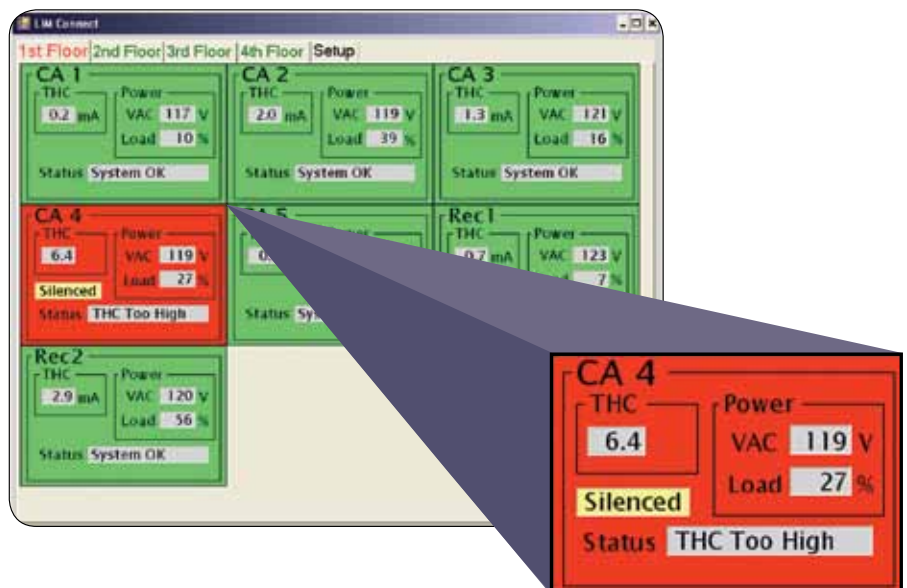 LIM Connect
1st Floor 2nd Floor 3rd Floor 4th Floor Setup
CA 1
THC Power
0.2 mA VAC 117 V
Load 10 %
Status System OK
CA 2
THC Power
2.0 mA VAC 119 V
Load 39 %
Status System OK
CA 3
THC Power
1.3 mA VAC 121 V
Load 16 %
Status System OK
CA 4
THC Power
6.4 VAC 119 V
Load 27 %
Silenced
Status THC Too High
CA 5
Status
Rec1
THC Power
0.7 mA VAC 123 V
7 %
Rec2
THC Power
2.9 mA VAC 120 V
Load 56 %
Status System OK
CA 4
THC Power
6.4 VAC 119 V
Load 27 %
Silenced
Status THC Too High